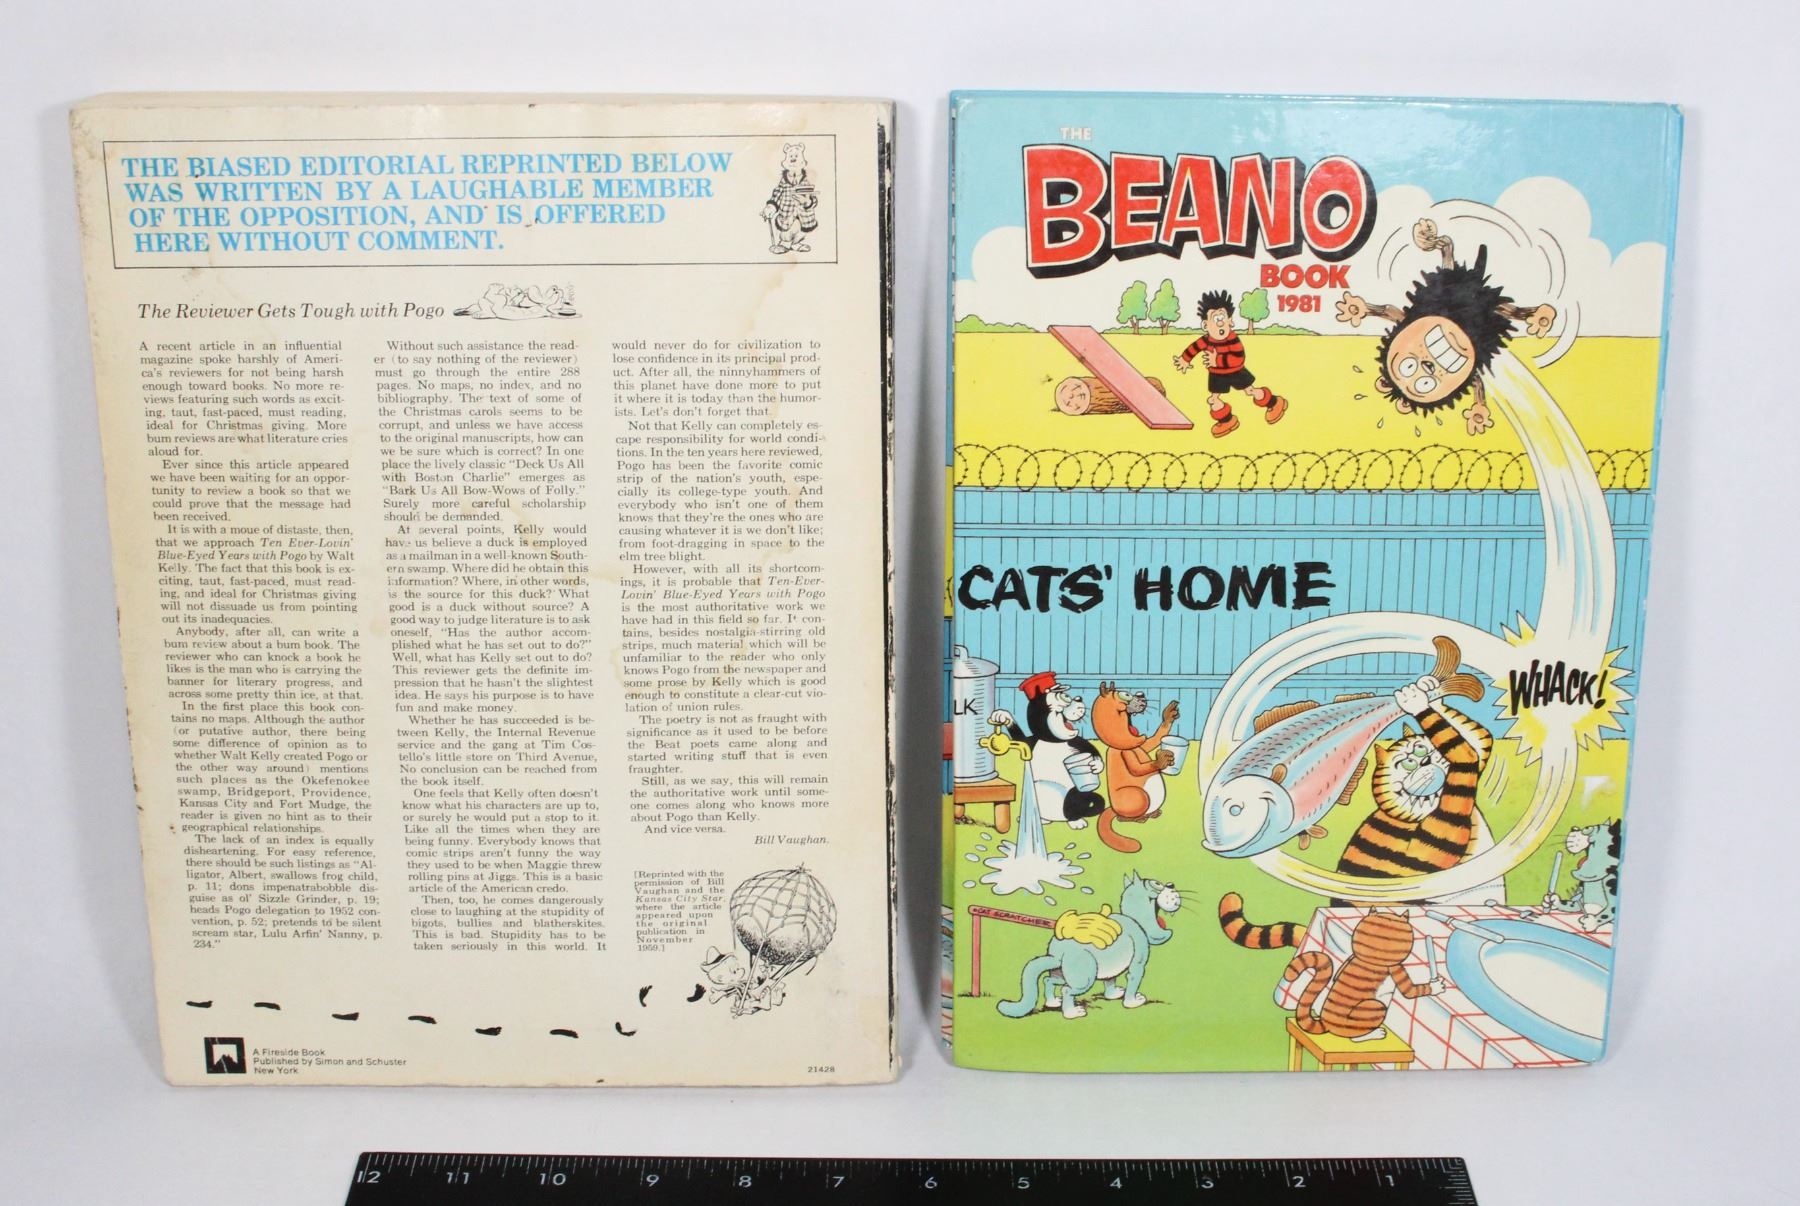 THE BIASED EDITORIAL REPRINTED BELOW
WAS WRITTEN BY A LAUGHABLE MEMBER
OF THE OPPOSITION, AND IS OFFERED
HERE WITHOUT COMMENT.
The Reviewer Gets Tough with Pogo
A recent article in an influential
magazine spoke harshly of Ameri-
ca's reviewers for not being harsh
enough toward books. No more re-
views featuring such words as excit-
ing, taut, fast-paced, must reading,
ideal for Christmas giving. More
bum reviews are what literature cries
aloud for.
Ever since this article appeared
we have been waiting for an oppor-
tunity to review a book so that we
could prove that the message had
been received.
It is with a moue of distaste, then,
that we approach Ten Ever-Lovin'
Blue-Eyed Years with Pogo by Walt
Kelly. The fact that this book is ex-
citing, taut, fast-paced, must read-
ing, and ideal for Christmas giving
will not dissuade us from pointing
out its inadequacies.
Anybody, after all, can write a
bum review about a bum book. The
reviewer who can knock a book he
likes is the man who is carrying the
banner for literary progress, and
across some pretty thin ice, at that.
In the first place this book con-
tains no maps. Although the author
(or putative author, there being
some difference of opinion as to
whether Walt Kelly created Pogo or
the other way around) mentions
such places as the Okefenokee
swamp, Bridgeport, Providence,
Kansas City and Fort Mudge, the
reader is given no hint as to their
geographical relationships.
The lack of an index is equally
disheartening. For easy reference,
there should be such listings as "Al-
ligator, Albert, swallows frog child,
p. 11; dons impenatrabobble dis-
guise as ol' Sizzle Grinder, p. 19;
heads Pogo delegation to 1952 con-
vention, p. 52; pretends to be silent
scream star, Lulu Arfin' Nanny, p.
234."
Without such assistance the read-
er (to say nothing of the reviewer)
must go through the entire 288
pages. No maps, no index, and no
bibliography. The text of some of
the Christmas carols seems to be
corrupt, and unless we have access
to the original manuscripts, how can
we be sure which is correct? In one
place the lively classic "Deck Us All
with Boston Charlie" emerges as
"Bark Us All Bow-Wows of Folly."
Surely more careful scholarship
should be demanded.
At several points, Kelly would
have us believe a duck is employed
as a mailman in a well-known South-
ern swamp. Where did he obtain this
information? Where, in other words,
is the source for this duck? What
good is a duck without source? A
good way to judge literature is to ask
oneself, "Has the author accom-
plished what he has set out to do?"
Well, what has Kelly set out to do?
This reviewer gets the definite im-
pression that he hasn't the slightest
idea. He says his purpose is to have
fun and make money.
Whether he has succeeded is be-
tween Kelly, the Internal Revenue
service and the gang at Tim Cos-
tello's little store on Third Avenue,
No conclusion can be reached from
the book itself.
One feels that Kelly often doesn't
know what his characters are up to,
or surely he would put a stop to it.
Like all the times when they are
being funny. Everybody knows that
comic strips aren't funny the way
they used to be when Maggie threw
rolling pins at Jiggs. This is a basic
article of the American credo.
Then, too, he comes dangerously
close to laughing at the stupidity of
bigots, bullies and blatherskites.
This is bad. Stupidity has to be
taken seriously in this world. It
would never do for civilization to
lose confidence in its principal prod-
uct. After all, the ninnyhammers of
this planet have done more to put
it where it is today than the humor-
ists. Let's don't forget that.
Not that Kelly can completely es-
cape responsibility for world condi-
tions. In the ten years here reviewed,
Pogo has been the favorite comic
strip of the nation's youth, espe-
cially its college-type youth. And
everybody who isn't one of them
knows that they're the ones who are
causing whatever it is we don't like;
from foot-dragging in space to the
elm tree blight.
However, with all its shortcom-
ings, it is probable that Ten-Ever-
Lovin' Blue-Eyed Years with Pogo
is the most authoritative work we
have had in this field so far. It con-
tains, besides nostalgia-stirring old
strips, much material which will be
unfamiliar to the reader who only
knows Pogo from the newspaper and
some prose by Kelly which is good
enough to constitute a clear-cut vio-
lation of union rules.
The poetry is not as fraught with
significance as it used to be before
the Beat poets came along and
started writing stuff that is even
fraughter.
Still, as we say, this will remain
the authoritative work until some-
one comes along who knows more
about Pogo than Kelly.
And vice versa.
Bill Vaughan.
[Reprinted with the
permission of Bill
Vaughan and the
Kansas City Star,
where the article
appeared upon
the original
publication in
November
1959.]
A Fireside Book
Published by Simon and Schuster
New York
21428
THE
BEANO
BOOK
1981
CATS' HOME
WHACK!
LK
CAT SCRATCHER
12 11 10 9 8 7 6 5 4 3 2 1